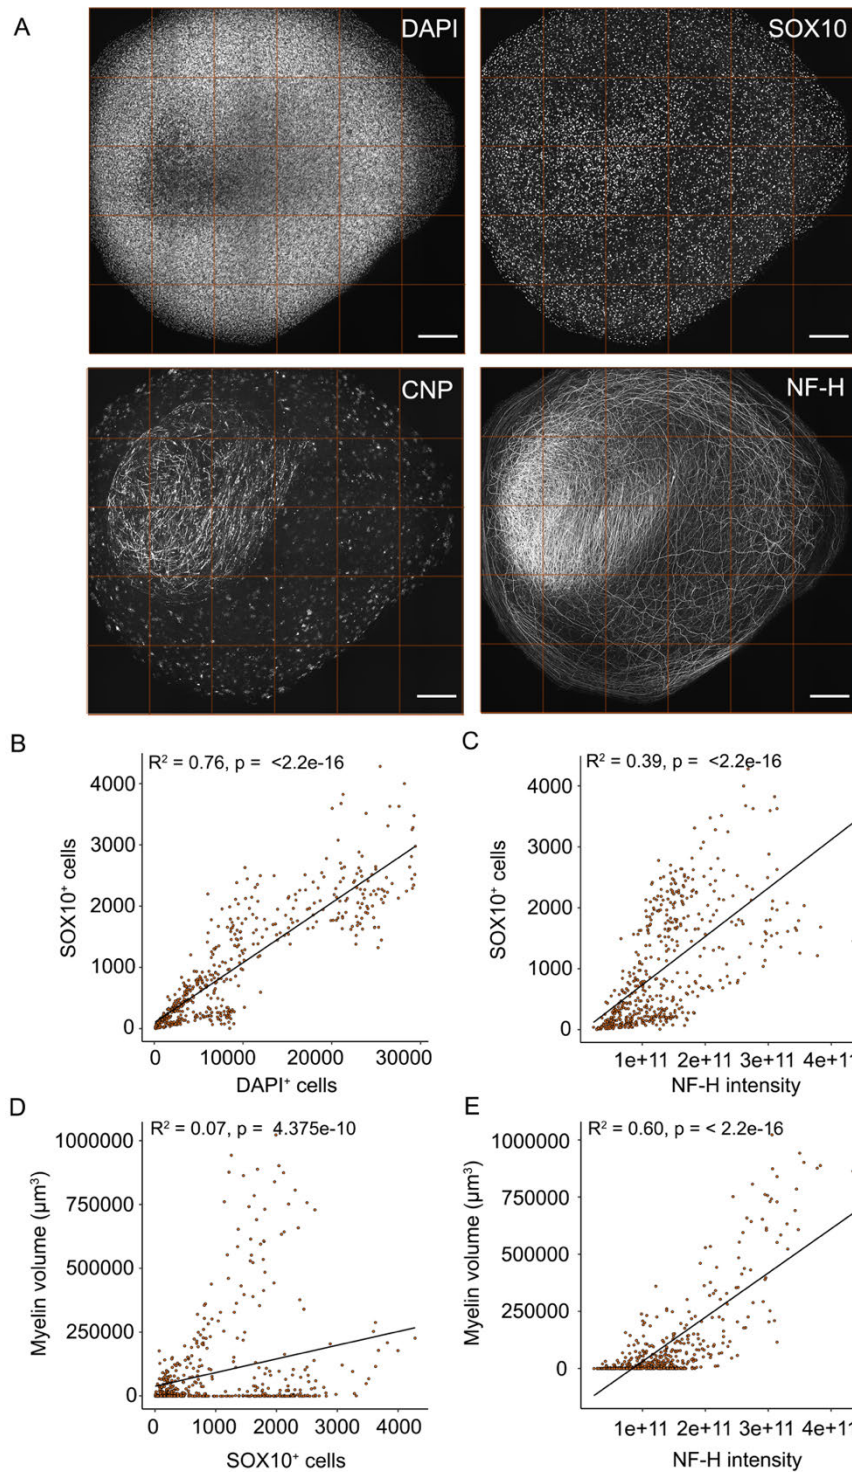 A
DAPI
SOX10
CNP
NF-H
B
R² = 0.76, p = <2.2e-16
SOX10⁺ cells
4000
3000
2000
1000
0
0
10000
20000
30000
DAPI⁺ cells
C
R² = 0.39, p = <2.2e-16
SOX10⁺ cells
4000
3000
2000
1000
0
1e+11
2e+11
3e+11
4e+11
NF-H intensity
D
R² = 0.07, p = 4.375e-10
Myelin volume (µm³)
1000000
750000
500000
250000
0
0
1000
2000
3000
4000
SOX10⁺ cells
E
R² = 0.60, p = < 2.2e-16
Myelin volume (µm³)
1000000
750000
500000
250000
0
1e+11
2e+11
3e+11
4e+11
NF-H intensity